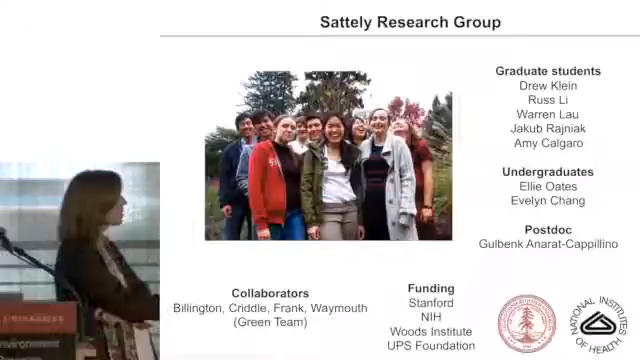 Sattely Research Group
Graduate students
Drew Klein
Russ Li
Warren Lau
Jakub Rajniak
Amy Calgaro
Undergraduates
Ellie Oates
Evelyn Chang
Postdoc
Gulbenk Anarat-Cappillino
Collaborators
Billington, Criddle, Frank, Waymouth
(Green Team)
Funding
Stanford
NIH
Woods Institute
UPS Foundation
NATIONAL INSTITUTES
OF HEALTH
environment